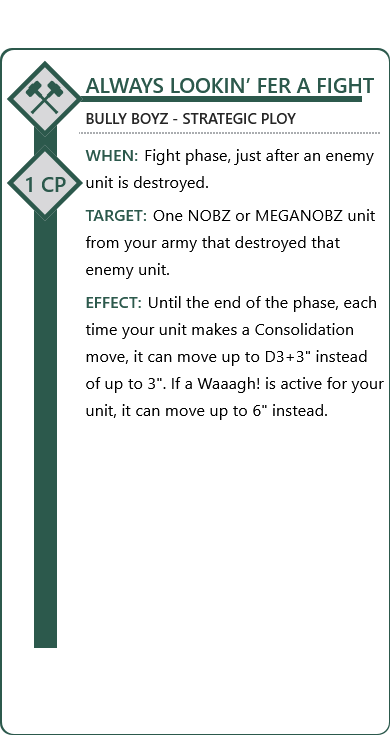 ALWAYS LOOKIN’ FER A FIGHT
BULLY BOYZ - STRATEGIC PLOY
1 CP
WHEN: Fight phase, just after an enemy
unit is destroyed.
TARGET: One NOBZ or MEGANOBZ unit
from your army that destroyed that
enemy unit.
EFFECT: Until the end of the phase, each
time your unit makes a Consolidation
move, it can move up to D3+3" instead
of up to 3". If a Waaagh! is active for your
unit, it can move up to 6" instead.